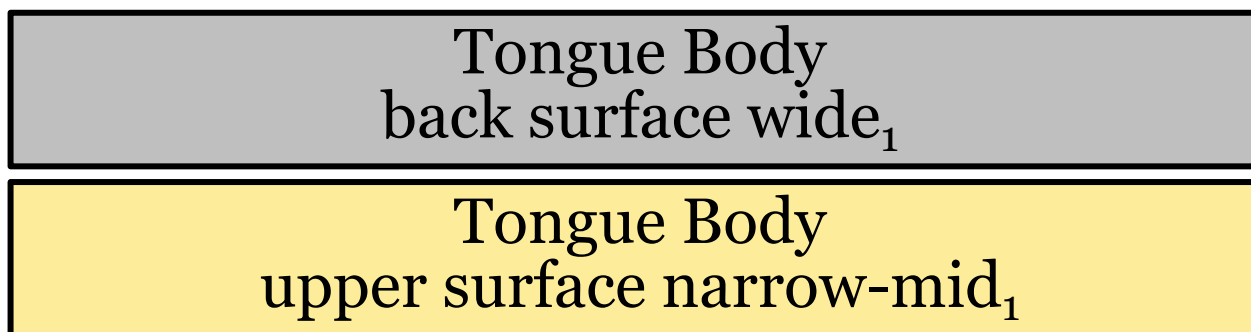 Tongue Body
back surface wide₁
Tongue Body
upper surface narrow-mid₁